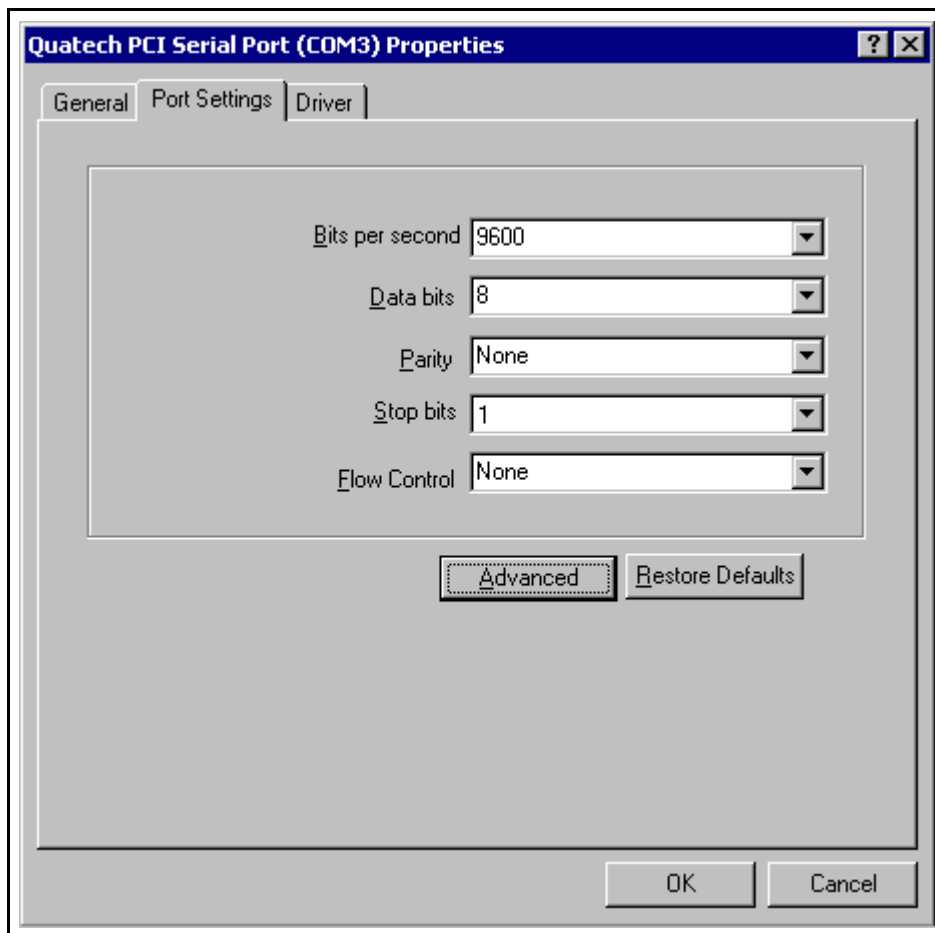 Quatech PCI Serial Port (COM3) Properties
General Port Settings Driver
Bits per second 9600
Data bits 8
Parity None
Stop bits 1
Flow Control None
Advanced Restore Defaults
OK Cancel